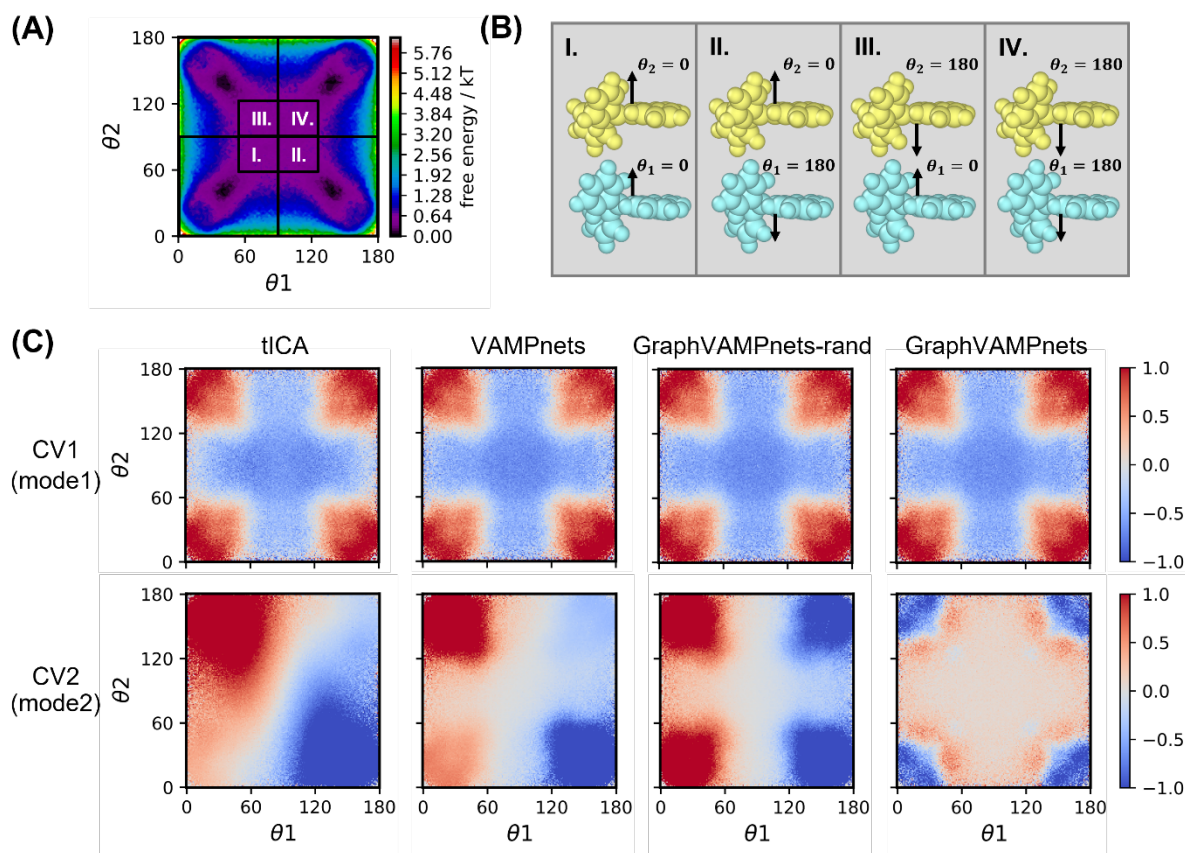 (A)
180
120
60
0
θ2
0
60
120
180
θ1
III.
IV.
I.
II.
5.76
5.12
4.48
3.84
3.20
2.56
1.92
1.28
0.64
0.00
free energy / kT
(B)
I.
θ₂ = 0
θ₁ = 0
II.
θ₂ = 0
θ₁ = 180
III.
θ₂ = 180
θ₁ = 0
IV.
θ₂ = 180
θ₁ = 180
(C)
tICA
VAMPnets
GraphVAMPnets-rand
GraphVAMPnets
CV1
(mode1)
θ2
180
120
60
0
1.0
0.5
0.0
−0.5
−1.0
CV2
(mode2)
θ2
180
120
60
0
0
60
120
180
θ1
0
60
120
180
θ1
0
60
120
180
θ1
0
60
120
180
θ1
1.0
0.5
0.0
−0.5
−1.0